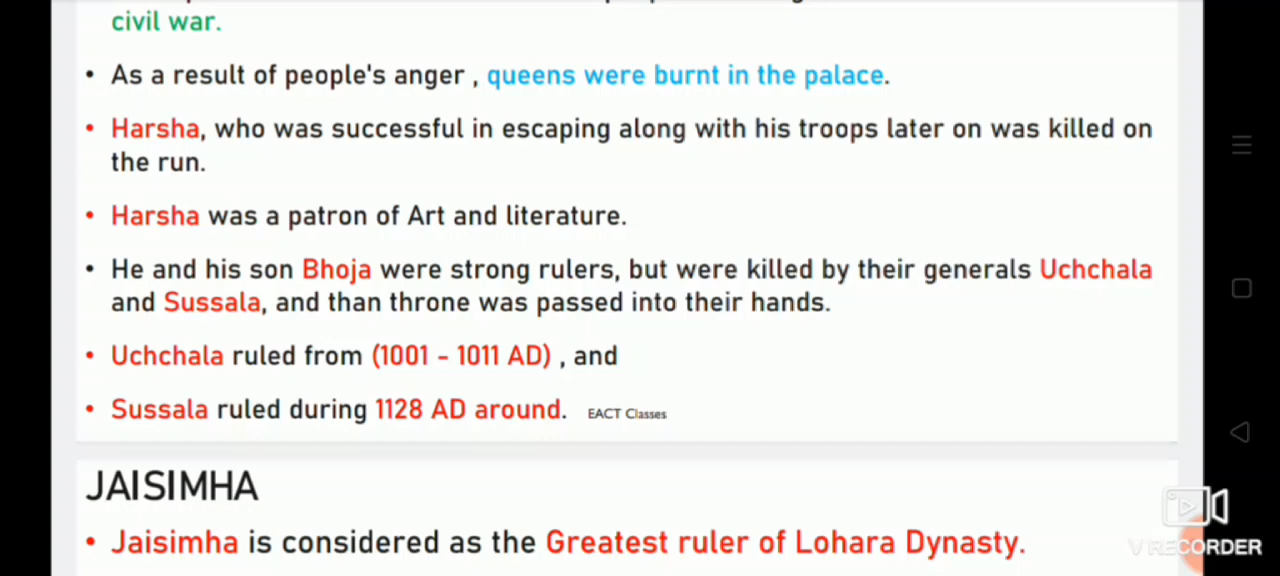 civil war.
• As a result of people's anger , queens were burnt in the palace.
• Harsha, who was successful in escaping along with his troops later on was killed on
the run.
• Harsha was a patron of Art and literature.
• He and his son Bhoja were strong rulers, but were killed by their generals Uchchala
and Sussala, and than throne was passed into their hands.
• Uchchala ruled from (1001 - 1011 AD) , and
• Sussala ruled during 1128 AD around. EACT Classes
JAISIMHA
• Jaisimha is considered as the Greatest ruler of Lohara Dynasty.
V RECORDER